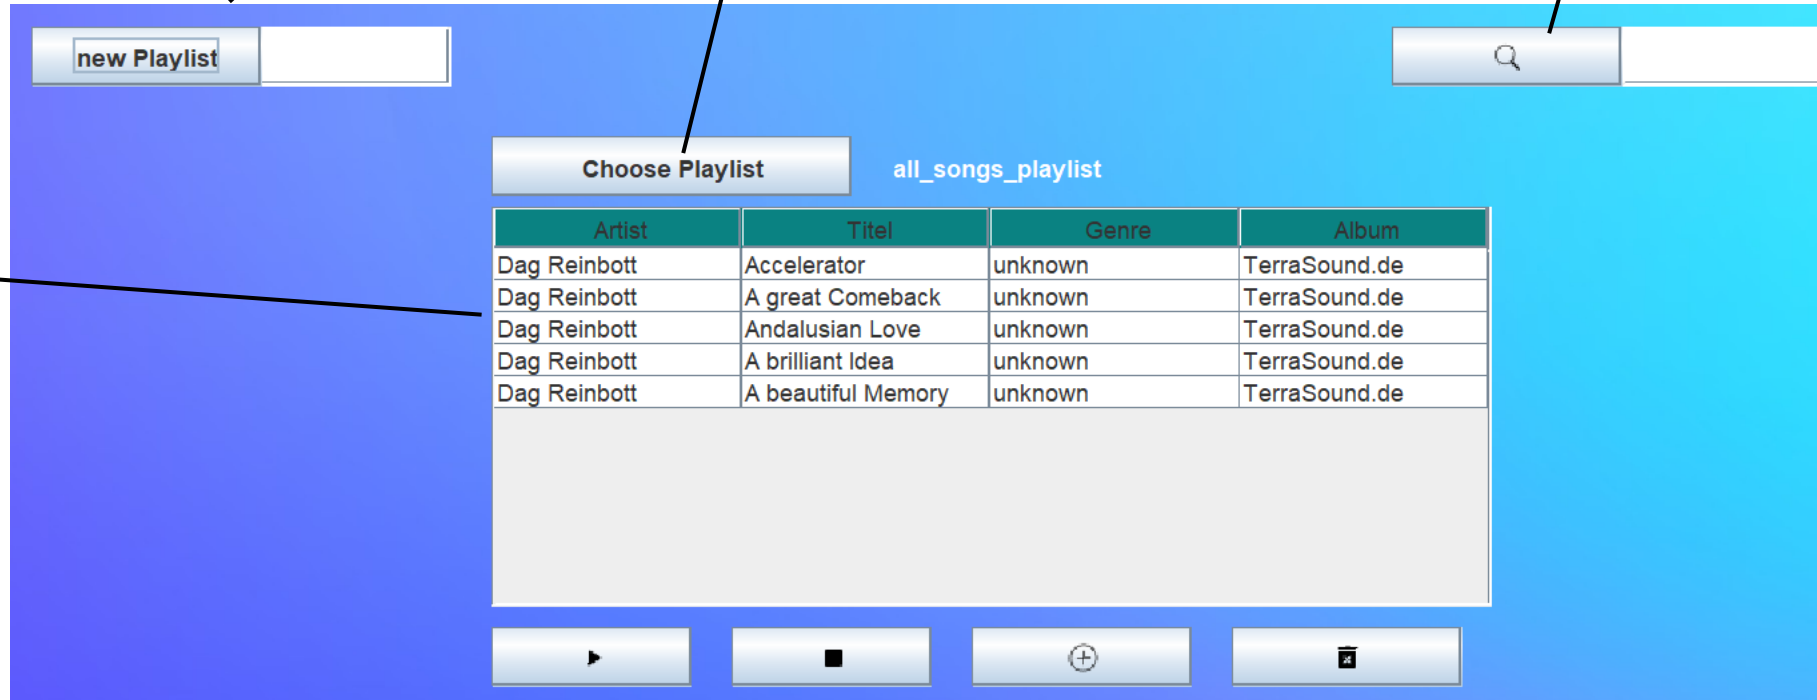 new Playlist
Choose Playlist all_songs_playlist
Artist Titel Genre Album
Dag Reinbott Accelerator unknown TerraSound.de
Dag Reinbott A great Comeback unknown TerraSound.de
Dag Reinbott Andalusian Love unknown TerraSound.de
Dag Reinbott A brilliant Idea unknown TerraSound.de
Dag Reinbott A beautiful Memory unknown TerraSound.de